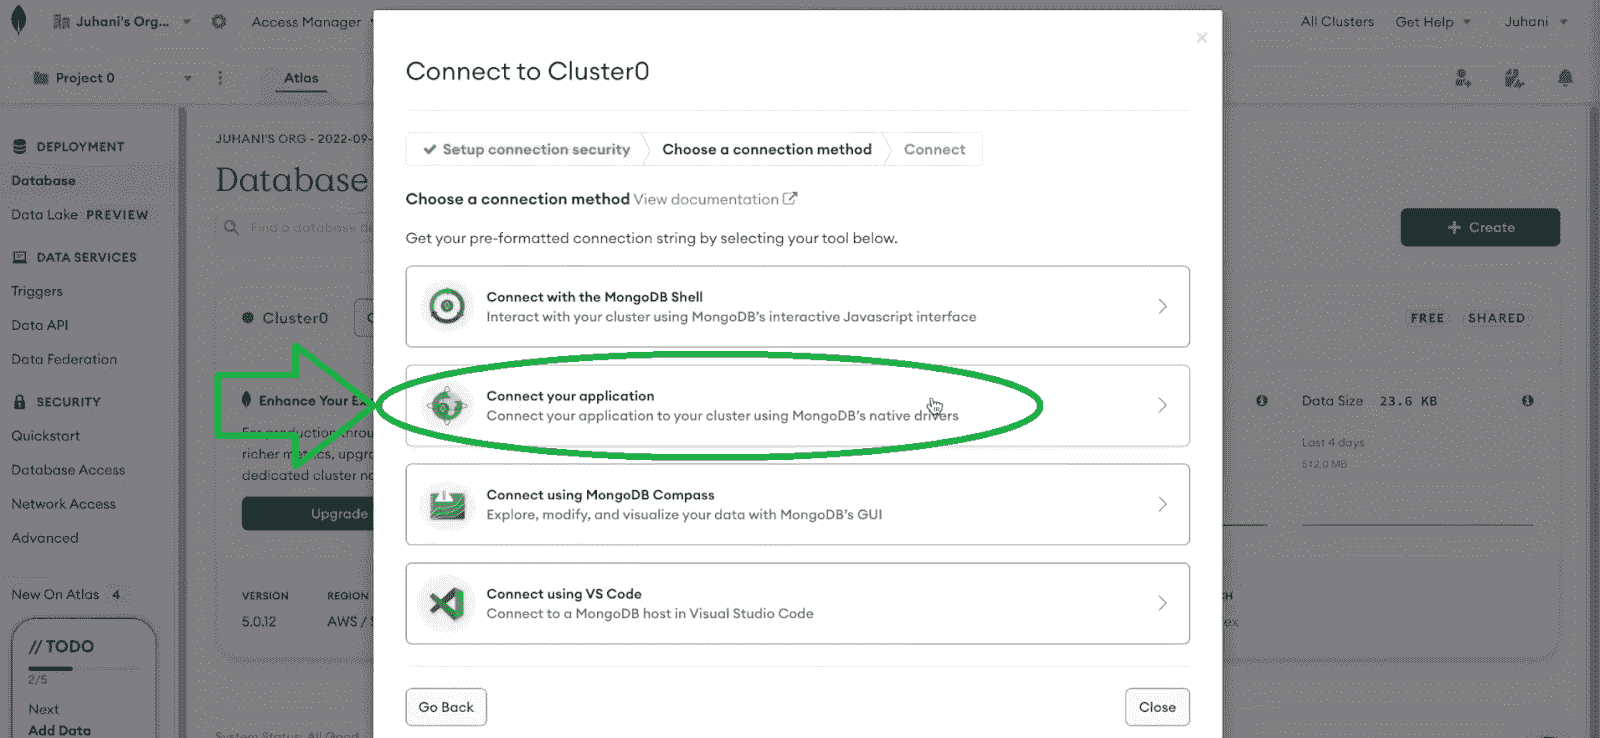 Juhani's Org...
Access Manager
All Clusters
Get Help
Juhani
Project 0
Atlas
DEPLOYMENT
Database
Data Lake PREVIEW
DATA SERVICES
Triggers
Data API
Data Federation
SECURITY
Quickstart
Database Access
Network Access
Advanced
New On Atlas 4
// TODO
2/5
Next
Add Data
JUHANI'S ORG - 2022-09-
Database
Find a database
Cluster0
Enhance Your
For production
richer metrics,
dedicated cluster
Upgrade
VERSION
5.0.12
REGION
AWS /
System Status: All Good
Connect to Cluster0
Setup connection security
Choose a connection method
Connect
Choose a connection method View documentation
Get your pre-formatted connection string by selecting your tool below.
Connect with the MongoDB Shell
Interact with your cluster using MongoDB's interactive Javascript interface
Connect your application
Connect your application to your cluster using MongoDB's native drivers
Connect using MongoDB Compass
Explore, modify, and visualize your data with MongoDB's GUI
Connect using VS Code
Connect to a MongoDB host in Visual Studio Code
Go Back
Close
+ Create
FREE
SHARED
Data Size 23.6 KB
Last 4 days
512.0 MB